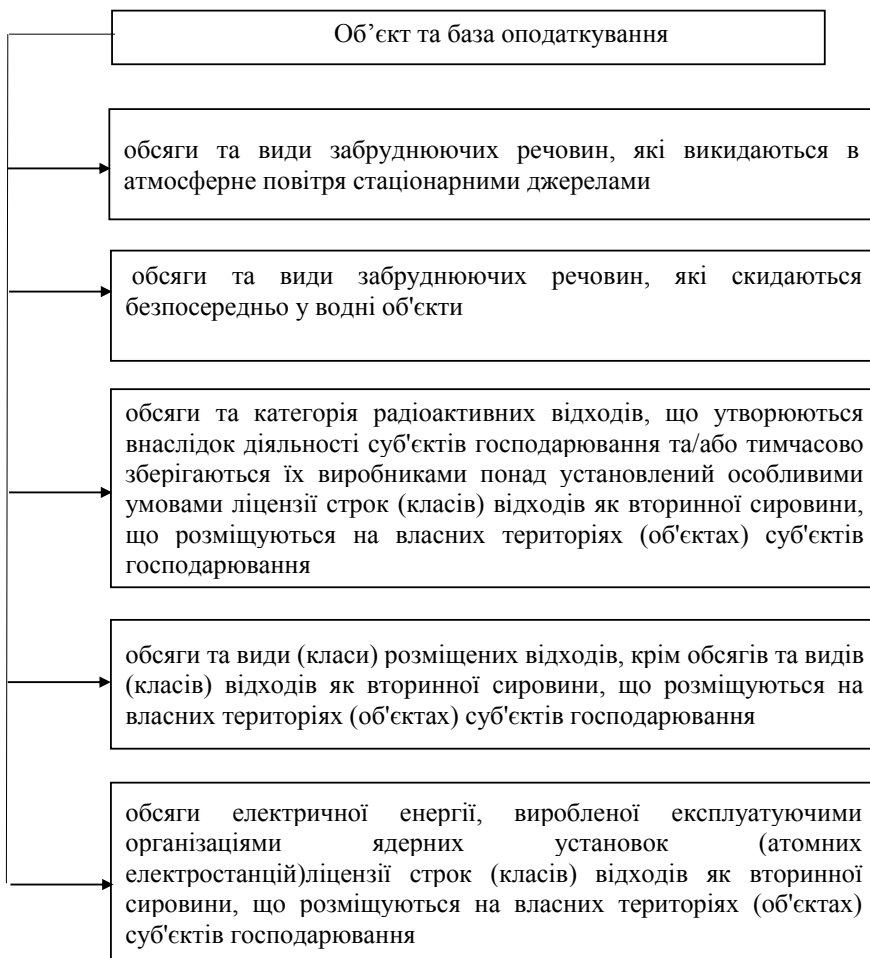 Об’єкт та база оподаткування
обсяги та види забруднюючих речовин, які викидаються в
атмосферне повітря стаціонарними джерелами
обсяги та види забруднюючих речовин, які скидаються
безпосередньо у водні об'єкти
обсяги та категорія радіоактивних відходів, що утворюються
внаслідок діяльності суб'єктів господарювання та/або тимчасово
зберігаються їх виробниками понад установлений особливими
умовами ліцензії строк (класів) відходів як вторинної сировини,
що розміщуються на власних територіях (об'єктах) суб'єктів
господарювання
обсяги та види (класи) розміщених відходів, крім обсягів та видів
(класів) відходів як вторинної сировини, що розміщуються на
власних територіях (об'єктах) суб'єктів господарювання
обсяги електричної енергії, виробленої експлуатуючими
організаціями ядерних установок (атомних
електростанцій)ліцензії строк (класів) відходів як вторинної
сировини, що розміщуються на власних територіях (об'єктах)
суб'єктів господарювання